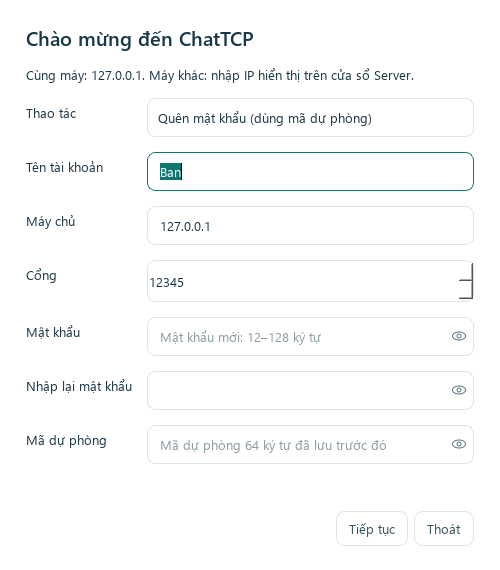 Chào mừng đến ChatTCP
Cùng máy: 127.0.0.1. Máy khác: nhập IP hiển thị trên cửa sổ Server.
Thao tác
Quên mật khẩu (dùng mã dự phòng)
Tên tài khoản
Ban
Máy chủ
127.0.0.1
Cổng
12345
Mật khẩu
Mật khẩu mới: 12–128 ký tự
Nhập lại mật khẩu
Mã dự phòng
Mã dự phòng 64 ký tự đã lưu trước đó
Tiếp tục
Thoát